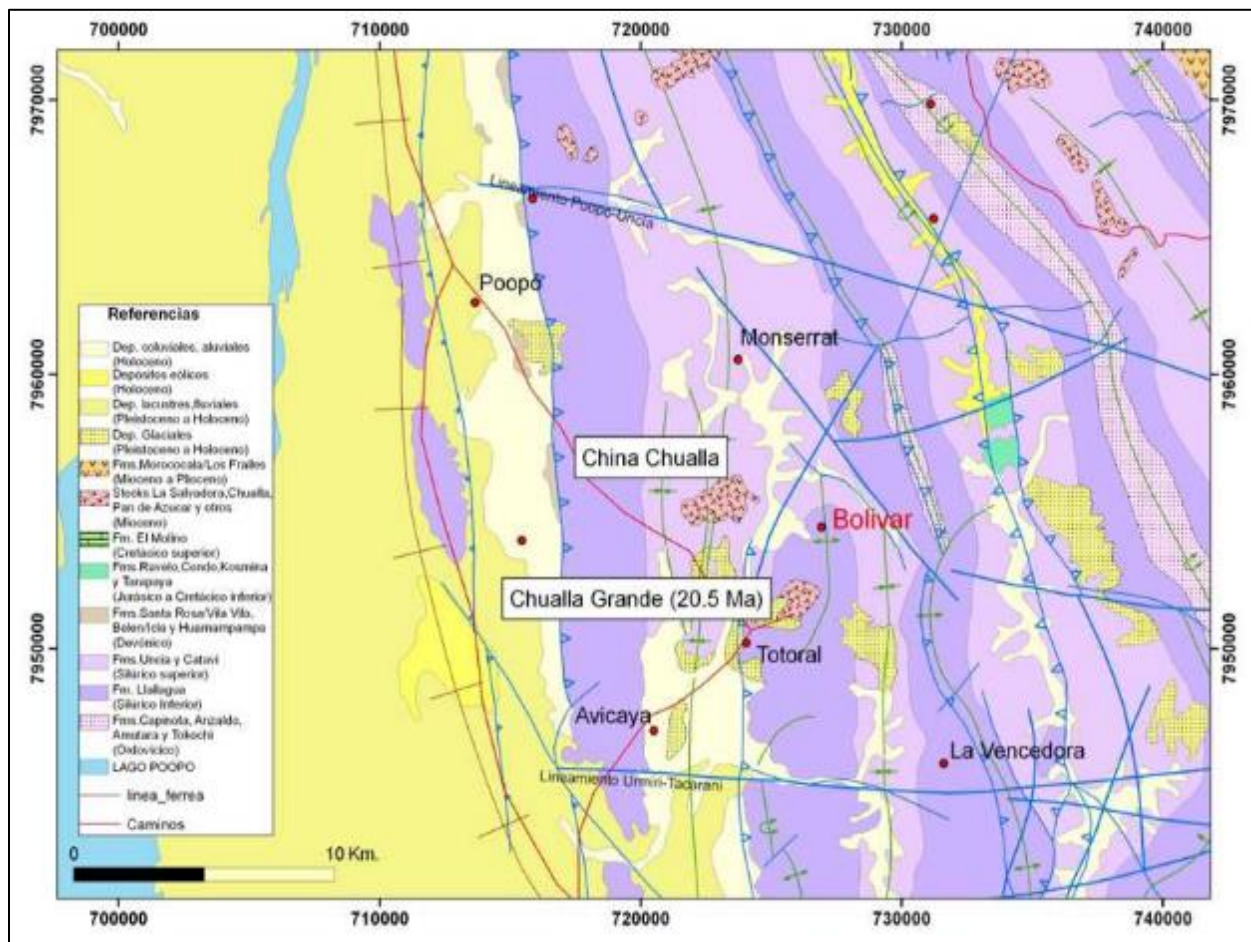 700000 710000 720000 730000 740000
7970000 7970000
Lineamiento Poopo-Uncia
Poopó
Monserrat
7960000 7960000
China Chualla
Bolivar
Chualla Grande (20.5 Ma)
Totoral
7950000 7950000
Avicaya
La Vencedora
Lineamiento Urmiri-Tacarani
Referencias
Dep. coluviales, aluviales
(Holoceno)
Depósitos eólicos
(Holoceno)
Dep. lacustres,fluviales
(Pleistoceno a Holoceno)
Dep. Glaciales
(Pleistoceno a Holoceno)
Fms.Morococala/Los Frailes
(Mioceno a Plioceno)
Stocks La Salvadora,Chualla,
Pan de Azucar y otros
(Mioceno)
Fm. El Molino
(Cretácico superior)
Fms.Ravelo,Condo,Kosmina
y Tarapaya
(Jurásico a Cretácico inferior)
Fms.Santa Rosa/Vila Vila,
Belen/Icla y Huamampampa
(Devónico)
Fms.Uncia y Catavi
(Silúrico superior)
Fm. Llallagua
(Silúrico Inferior)
Fms.Capinota, Anzaldo,
Amutara y Tokochi
(Ordovícico)
LAGO POOPO
linea_ferrea
Caminos
0 10 Km.
700000 710000 720000 730000 740000